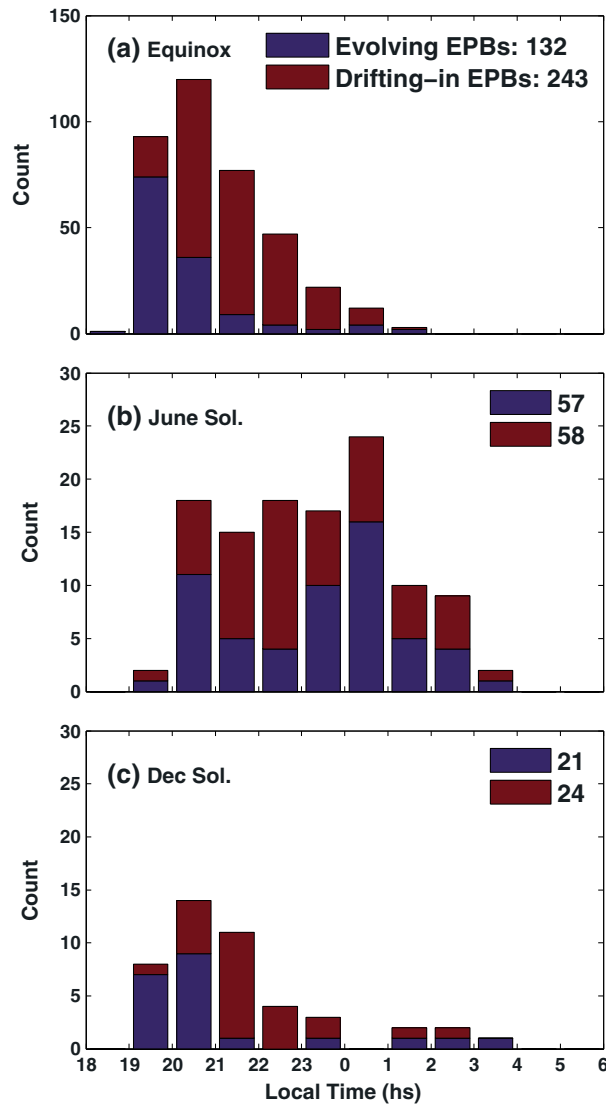 (a) Equinox
Evolving EPBs: 132
Drifting−in EPBs: 243
150
100
50
0
Count
(b) June Sol.
57
58
30
25
20
15
10
5
0
Count
(c) Dec Sol.
21
24
30
25
20
15
10
5
0
Count
18 19 20 21 22 23 0 1 2 3 4 5 6
Local Time (hs)